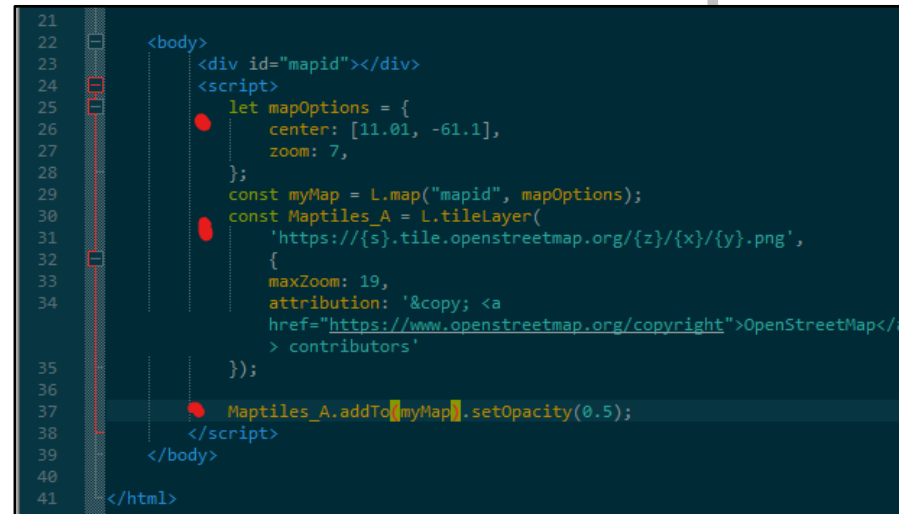 21
22 <body>
23 <div id="mapid"></div>
24 <script>
25 let mapOptions = {
26 center: [11.01, -61.1],
27 zoom: 7,
28 };
29 const myMap = L.map("mapid", mapOptions);
30 const Maptiles_A = L.tileLayer(
31 'https://{s}.tile.openstreetmap.org/{z}/{x}/{y}.png',
32 {
33 maxZoom: 19,
34 attribution: '&copy; <a
href="https://www.openstreetmap.org/copyright">OpenStreetMap</a
> contributors'
35 });
36
37 Maptiles_A.addTo(myMap).setOpacity(0.5);
38 </script>
39 </body>
40
41 </html>